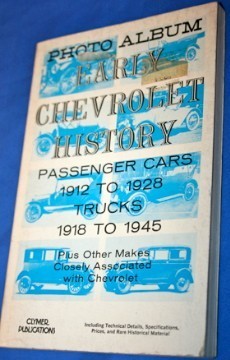 PHOTO ALBUM
EARLY
CHEVROLET
HISTORY
PASSENGER CARS
1912 TO 1928
TRUCKS
1918 TO 1945
Plus Other Makes
Closely Associated
with Chevrolet
CLYMER
PUBLICATIONS
Including Technical Details, Specifications,
Prices, and Rare Historical Material